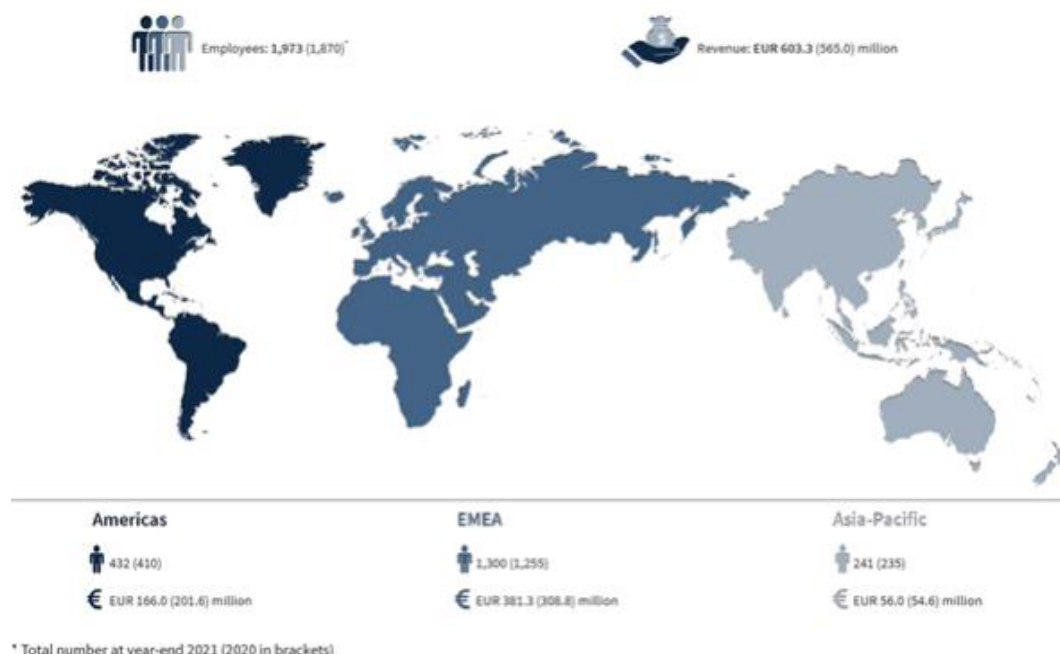 Employees: 1,973 (1,870)*
Revenue: EUR 603.3 (565.0) million
Americas
432 (410)
€ EUR 166.0 (201.6) million
EMEA
1,300
€ EUR 381.3 (308.8) million
Asia-Pacific
241 (235)
€ EUR 56.0 (54.6) million
* Total number at year-end 2021 (2020 in brackets)